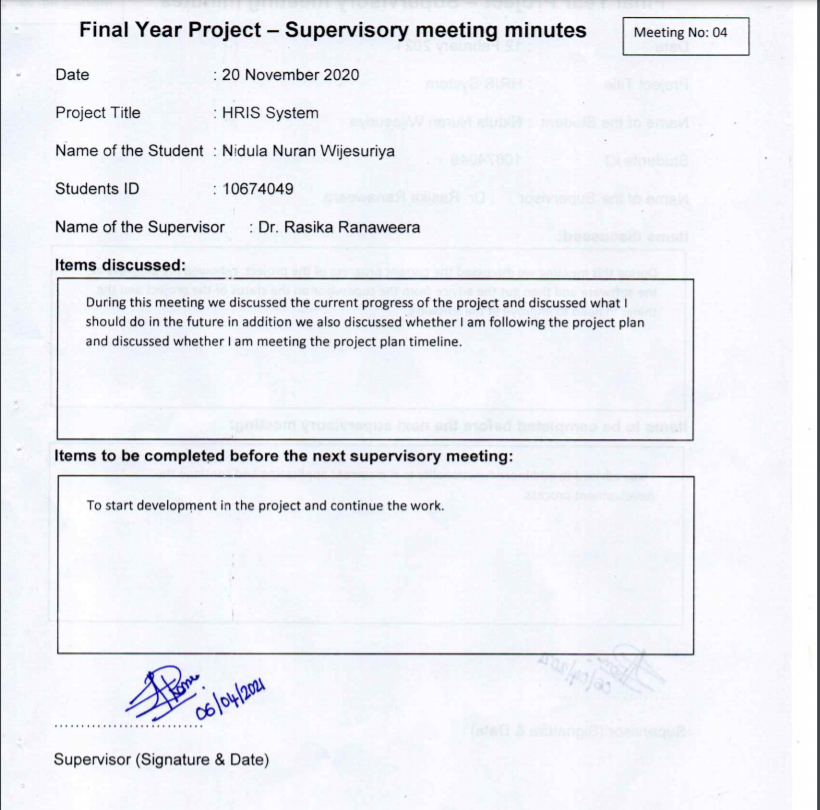 Final Year Project – Supervisory meeting minutes
Meeting No: 04
Date : 20 November 2020
Project Title : HRIS System
Name of the Student : Nidula Nuran Wijesuriya
Students ID : 10674049
Name of the Supervisor : Dr. Rasika Ranaweera
Items discussed:
During this meeting we discussed the current progress of the project and discussed what I
should do in the future in addition we also discussed whether I am following the project plan
and discussed whether I am meeting the project plan timeline.
Items to be completed before the next supervisory meeting:
To start development in the project and continue the work.
06/04/2021
Supervisor (Signature & Date)